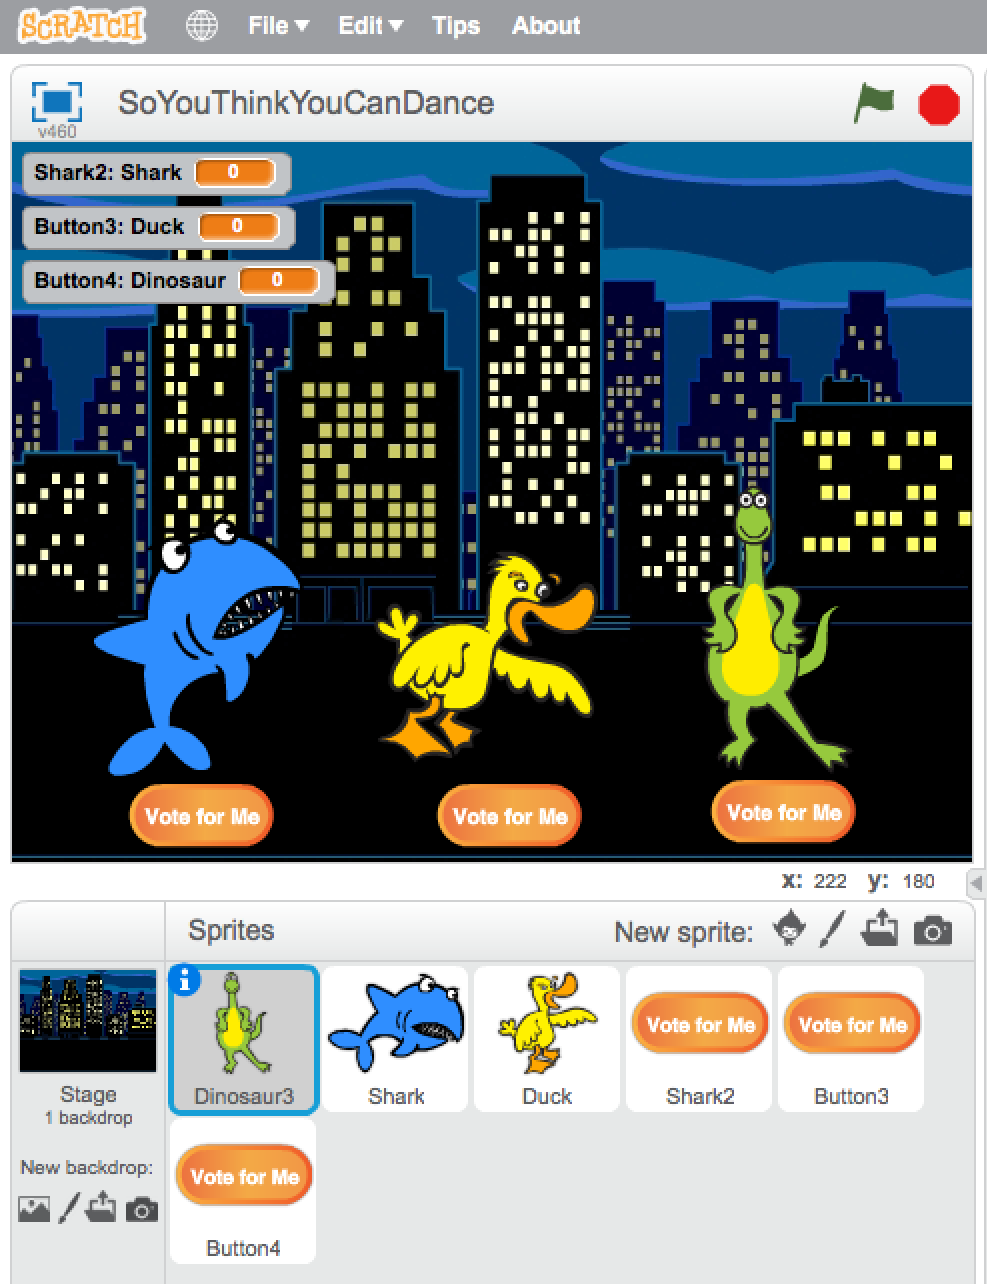 SCRATCH File Edit Tips About
v460 SoYouThinkYouCanDance
Shark2: Shark 0
Button3: Duck 0
Button4: Dinosaur 0
Vote for Me Vote for Me Vote for Me
x: 222 y: 180
Sprites New sprite:
Dinosaur3 Shark Duck Shark2 Button3
Vote for Me Vote for Me
Stage
1 backdrop
New backdrop:
Vote for Me
Button4